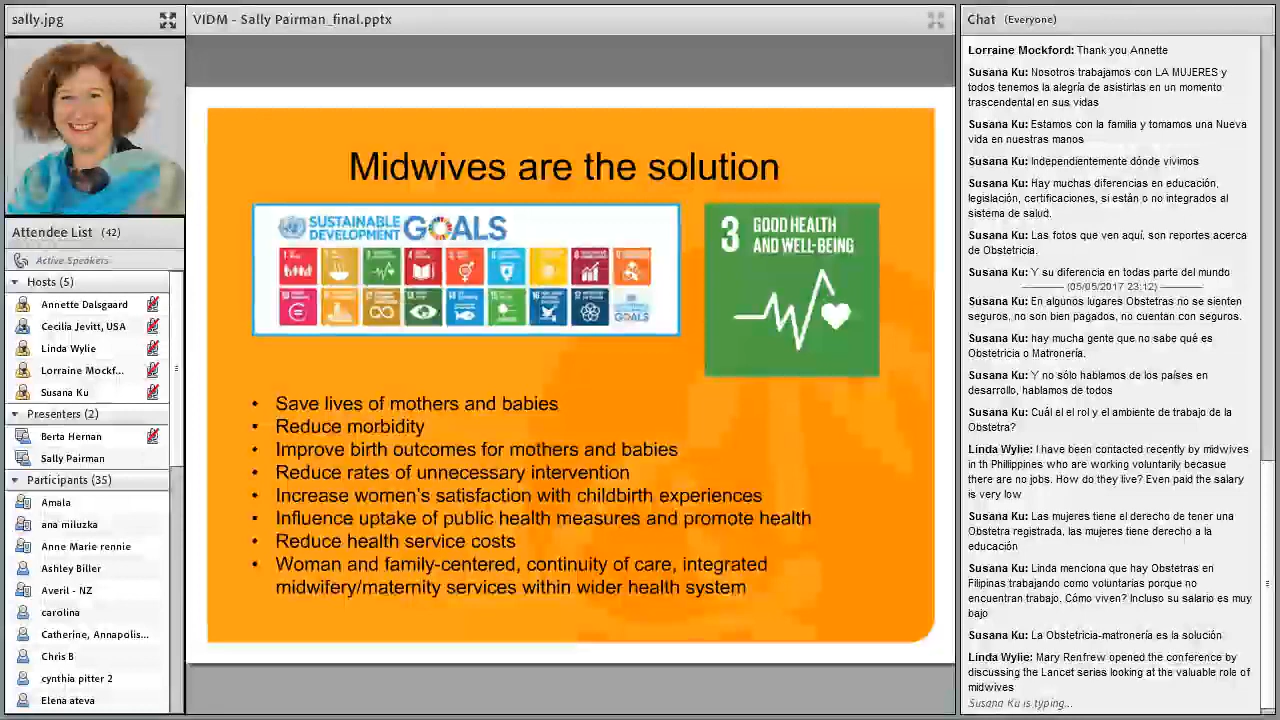 sally.jpg
Attendee List (42)
Active Speakers
Hosts (5)
Annette Dalsgaard
Cecilia Jevitt, USA
Linda Wylie
Lorraine Mockf...
Susana Ku
Presenters (2)
Berta Hernan
Sally Pairman
Participants (35)
Amala
ana miluzka
Anne Marie rennie
Ashley Biller
Averil - NZ
carolina
Catherine, Annapolis...
Chris B
cynthia pitter 2
Elena ateva
VIDM - Sally Pairman_final.pptx
Midwives are the solution
SUSTAINABLE
DEVELOPMENT
GOALS
3 GOOD HEALTH
AND WELL-BEING
• Save lives of mothers and babies
• Reduce morbidity
• Improve birth outcomes for mothers and babies
• Reduce rates of unnecessary intervention
• Increase women's satisfaction with childbirth experiences
• Influence uptake of public health measures and promote health
• Reduce health service costs
• Woman and family-centered, continuity of care, integrated
midwifery/maternity services within wider health system
Chat (Everyone)
Lorraine Mockford: Thank you Annette
Susana Ku: Nosotros trabajamos con LA MUJERES y
todos tenemos la alegría de asistirlas en un momento
trascendental en sus vidas
Susana Ku: Estamos con la familia y tomamos una Nueva
vida en nuestras manos
Susana Ku: Independientemente dónde vivimos
Susana Ku: Hay muchas diferencias en educación,
legislación, certificaciones, si están o no integrados al
sistema de salud.
Susana Ku: Las fotos que ven aquí, son reportes acerca
de Obstetricia.
Susana Ku: Y su diferencia en todas parte del mundo
(05/05/2017 23:12)
Susana Ku: En algunos lugares Obstetras no se sienten
seguros, no son bien pagados, no cuentan con seguros.
Susana Ku: hay mucha gente que no sabe qué es
Obstetricia o Matronería.
Susana Ku: Y no sólo hablamos de los países en
desarrollo, hablamos de todos
Susana Ku: Cuál el el rol y el ambiente de trabajo de la
Obstetra?
Linda Wylie: I have been contacted recently by midwives
in th Philippines who are working voluntarily becasue
there are no jobs. How do they live? Even paid the salary
is very low
Susana Ku: Las mujeres tiene el derecho de tener una
Obstetra registrada, las mujeres tiene derecho a la
educación
Susana Ku: Linda menciona que hay Obstetras en
Filipinas trabajando como voluntarias porque no
encuentran trabajo. Cómo viven? Incluso su salario es muy
bajo
Susana Ku: La Obstetricia-matronería es la solución
Linda Wylie: Mary Renfrew opened the conference by
discussing the Lancet series looking at the valuable role of
midwives
Susana Ku is typing...